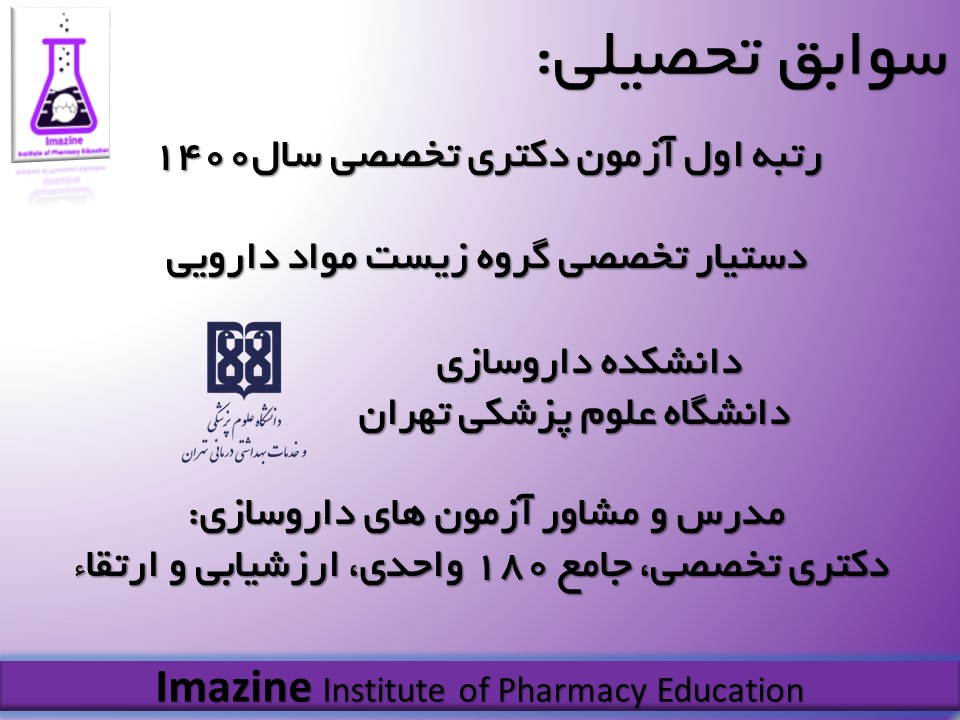 سوابق تحصیلی:
Imazine
Institute of Pharmacy Education
رتبه اول آزمون دکتری تخصصی سال۱۴۰۰
دستیار تخصصی گروه زیست مواد دارویی
دانشکده داروسازی
دانشگاه علوم پزشکی تهران
دانشگاه علوم پزشکی
و خدمات بهداشتی درمانی تهران
مدرس و مشاور آزمون های داروسازی:
دکتری تخصصی، جامع ۱۸۰ واحدی، ارزشیابی و ارتقاء
Imazine Institute of Pharmacy Education